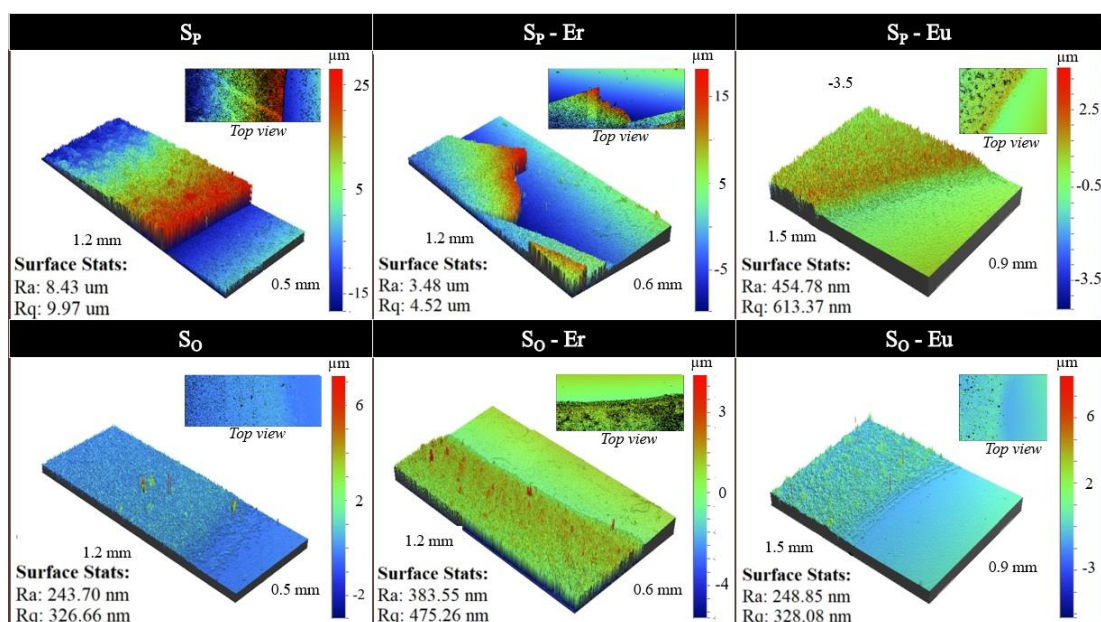 S_P
S_P - Er
S_P - Eu
µm
25
5
-15
Top view
1.2 mm
0.5 mm
Surface Stats:
Ra: 8.43 um
Rq: 9.97 um
µm
15
5
-5
Top view
1.2 mm
0.6 mm
Surface Stats:
Ra: 3.48 um
Rq: 4.52 um
µm
-3.5
2.5
-0.5
-3.5
Top view
1.5 mm
0.9 mm
Surface Stats:
Ra: 454.78 nm
Rq: 613.37 nm
S_O
S_O - Er
S_O - Eu
µm
6
2
-2
Top view
1.2 mm
0.5 mm
Surface Stats:
Ra: 243.70 nm
Rq: 326.66 nm
µm
3
0
-4
Top view
1.2 mm
0.6 mm
Surface Stats:
Ra: 383.55 nm
Rq: 475.26 nm
µm
6
2
-3
Top view
1.5 mm
0.9 mm
Surface Stats:
Ra: 248.85 nm
Rq: 328.08 nm